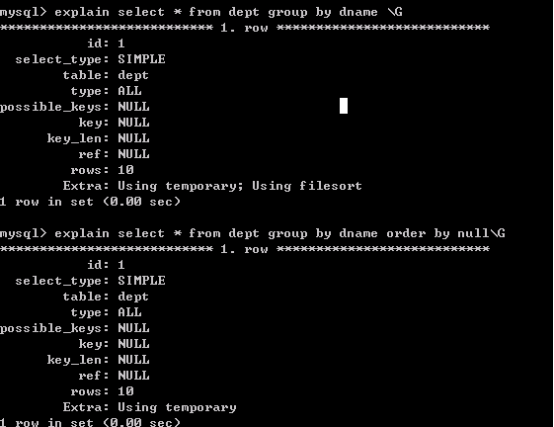 mysql> explain select * from dept group by dname \G
*************************** 1. row ***************************
id: 1
select_type: SIMPLE
table: dept
type: ALL
possible_keys: NULL
key: NULL
key_len: NULL
ref: NULL
rows: 10
Extra: Using temporary; Using filesort
1 row in set (0.00 sec)
mysql> explain select * from dept group by dname order by null\G
*************************** 1. row ***************************
id: 1
select_type: SIMPLE
table: dept
type: ALL
possible_keys: NULL
key: NULL
key_len: NULL
ref: NULL
rows: 10
Extra: Using temporary
1 row in set (0.00 sec)